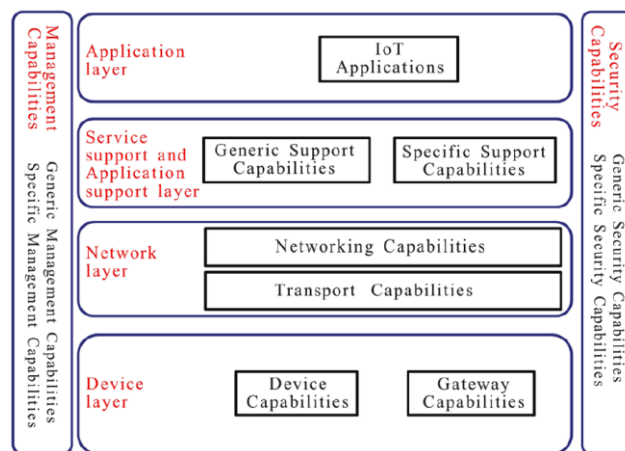 Management
Capabilities
Generic Management Capabilities
Specific Management Capabilities
Application
layer
IoT
Applications
Service
support and
Application
support layer
Generic Support
Capabilities
Specific Support
Capabilities
Network
layer
Networking Capabilities
Transport Capabilities
Device
layer
Device
Capabilities
Gateway
Capabilities
Security
Capabilities
Generic Security Capabilities
Specific Security Capabilities